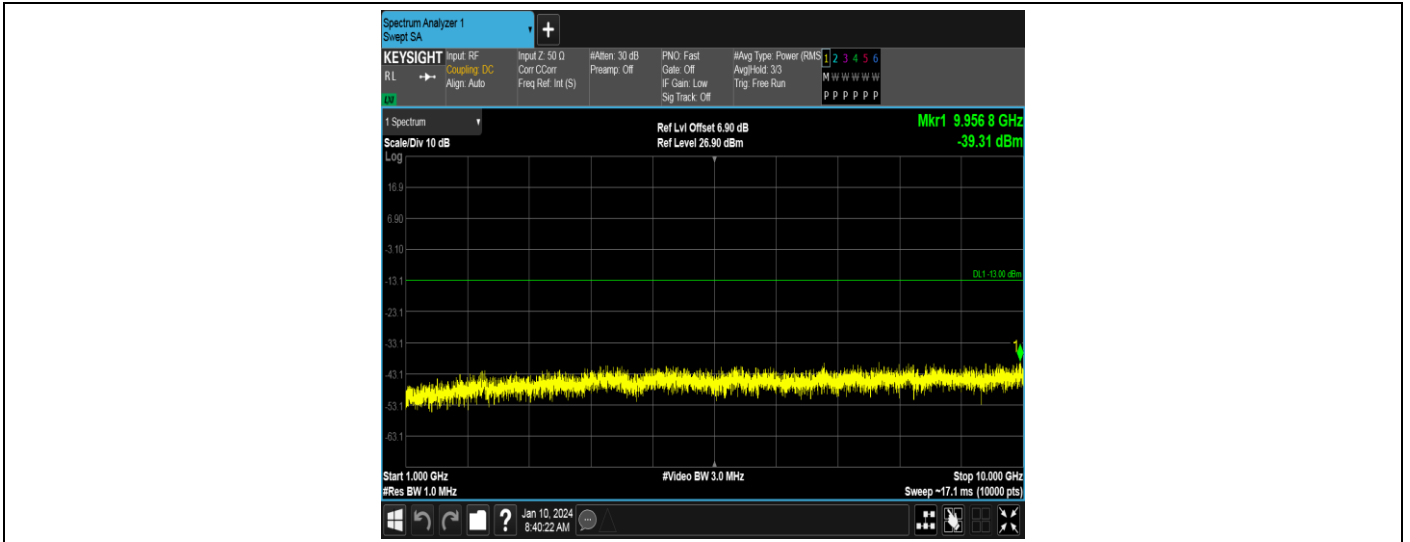 Spectrum Analyzer 1
Swept SA
+
KEYSIGHT
RL
LXI
Input: RF
Coupling: DC
Align: Auto
Input Z: 50 Ω
Corr CCorr
Freq Ref: Int (S)
#Atten: 30 dB
Preamp: Off
PNO: Fast
Gate: Off
IF Gain: Low
Sig Track: Off
#Avg Type: Power (RMS
Avg|Hold: 3/3
Trig: Free Run
1 2 3 4 5 6
M W W W W W
P P P P P P
1 Spectrum
Scale/Div 10 dB
Ref Lvl Offset 6.90 dB
Ref Level 26.90 dBm
Mkr1 9.956 8 GHz
-39.31 dBm
Log
16.9
6.90
-3.10
DL1 -13.00 dBm
-13.1
-23.1
-33.1
1
-43.1
-53.1
-63.1
Start 1.000 GHz
#Res BW 1.0 MHz
#Video BW 3.0 MHz
Stop 10.000 GHz
Sweep ~17.1 ms (10000 pts)
?
Jan 10, 2024
8:40:22 AM